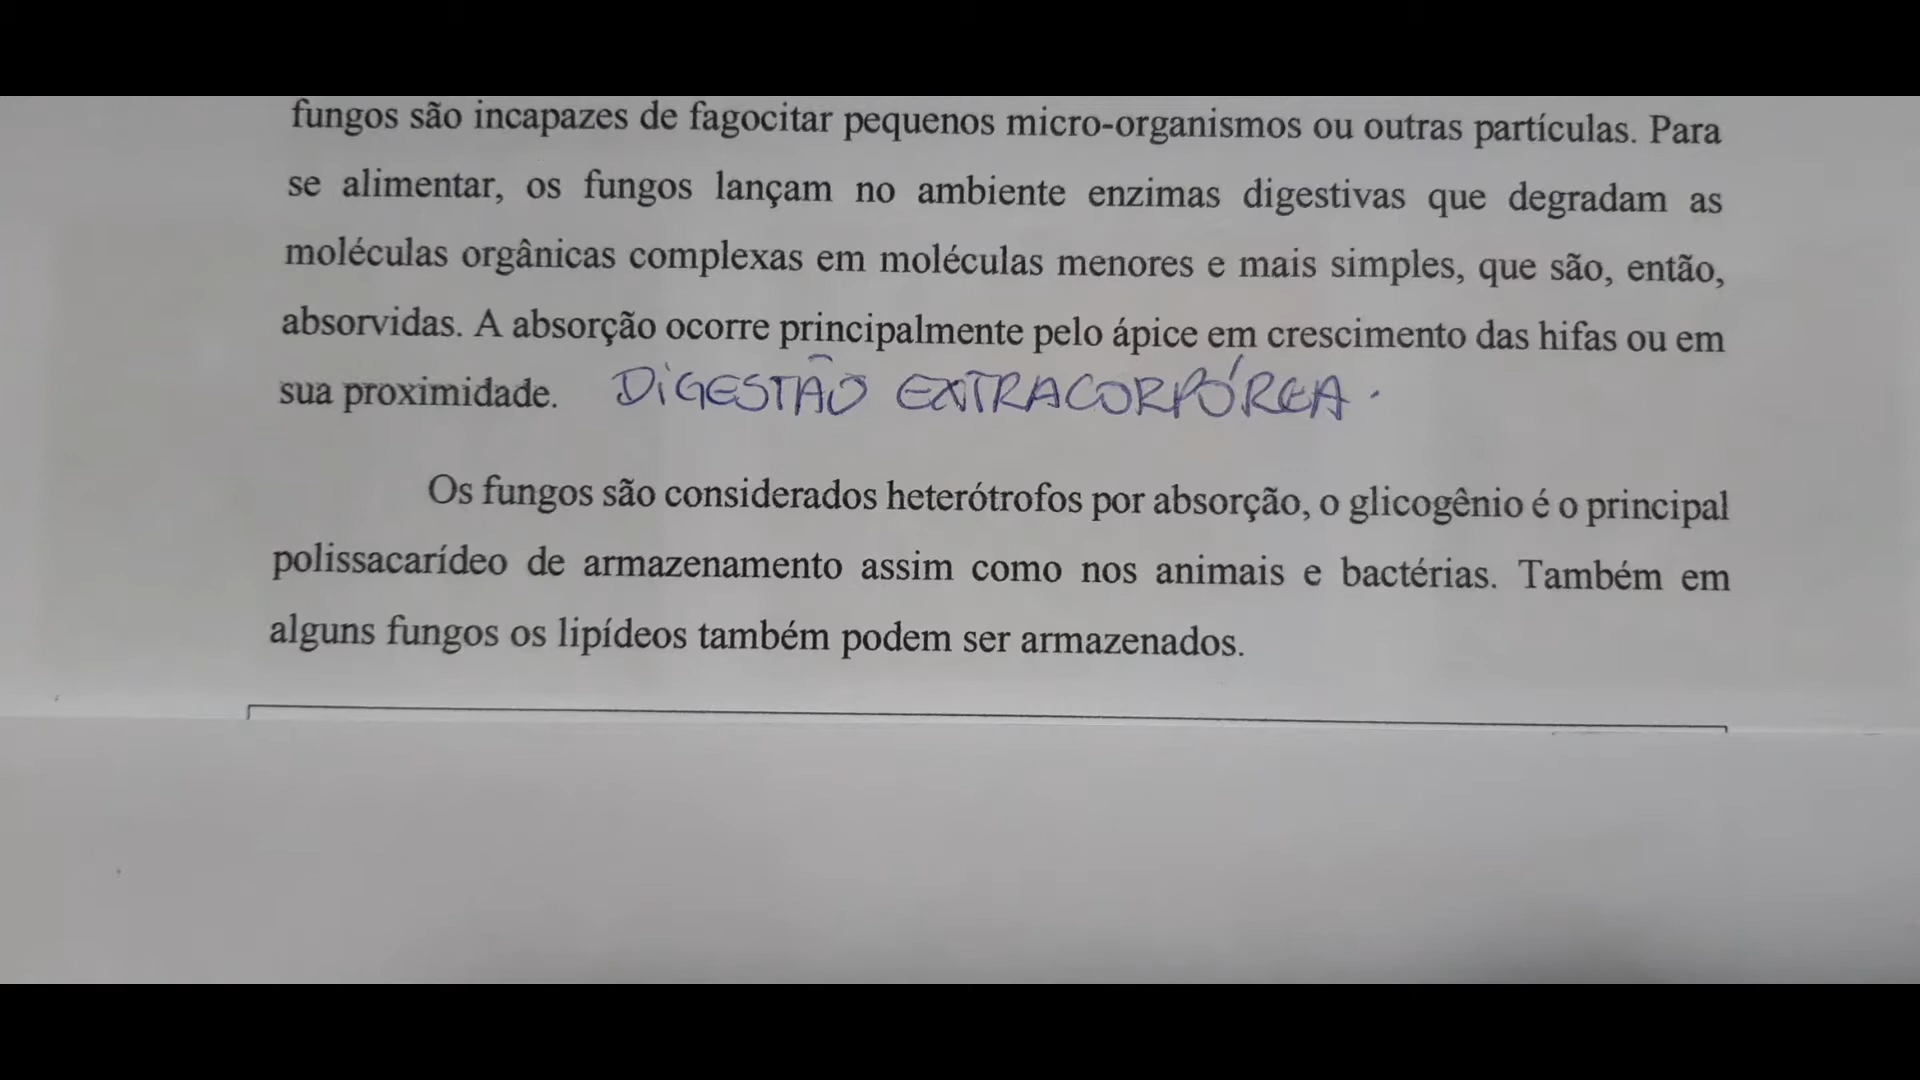 fungos são incapazes de fagocitar pequenos micro-organismos ou outras partículas. Para
se alimentar, os fungos lançam no ambiente enzimas digestivas que degradam as
moléculas orgânicas complexas em moléculas menores e mais simples, que são, então,
absorvidas. A absorção ocorre principalmente pelo ápice em crescimento das hifas ou em
sua proximidade. DIGESTÃO EXTRACORPÓREA.
Os fungos são considerados heterótrofos por absorção, o glicogênio é o principal
polissacarídeo de armazenamento assim como nos animais e bactérias. Também em
alguns fungos os lipídeos também podem ser armazenados.